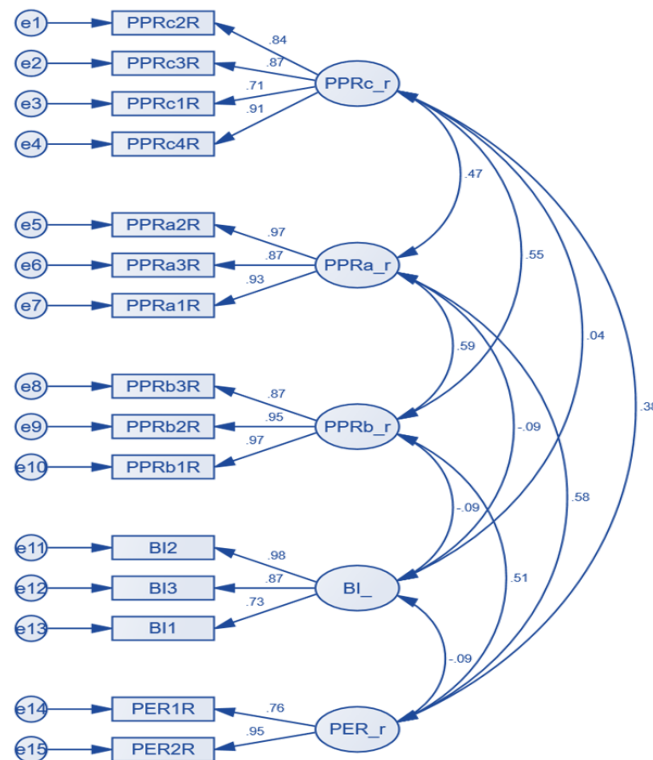 e1 PPRc2R .84
e2 PPRc3R .87 PPRc_r
e3 PPRc1R .71
e4 PPRc4R .91
.47
e5 PPRa2R .97
e6 PPRa3R .87 PPRa_r .55
e7 PPRa1R .93
.04
.59
e8 PPRb3R .87
.38
e9 PPRb2R .95 PPRb_r -.09
e10 PPRb1R .97
.58
-.09
e11 BI2 .98
.51
e12 BI3 .87 BI_
e13 BI1 .73
-.09
e14 PER1R .76
PER_r
e15 PER2R .95